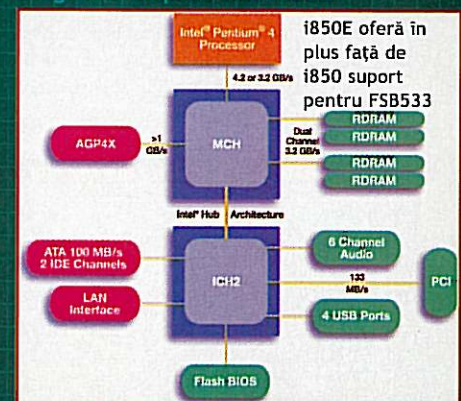 Intel® Pentium® 4
Processor
i850E oferă în
plus față de
i850 suport
pentru FSB533
4.2 or 3.2 GB/s
MCH
AGP4X
>1
GB/s
Dual
Channel
3.2 GB/s
RDRAM
RDRAM
RDRAM
RDRAM
Intel® Hub Architecture
ATA 100 MB/s
2 IDE Channels
LAN
Interface
ICH2
6 Channel
Audio
133
MB/s
PCI
4 USB Ports
Flash BIOS